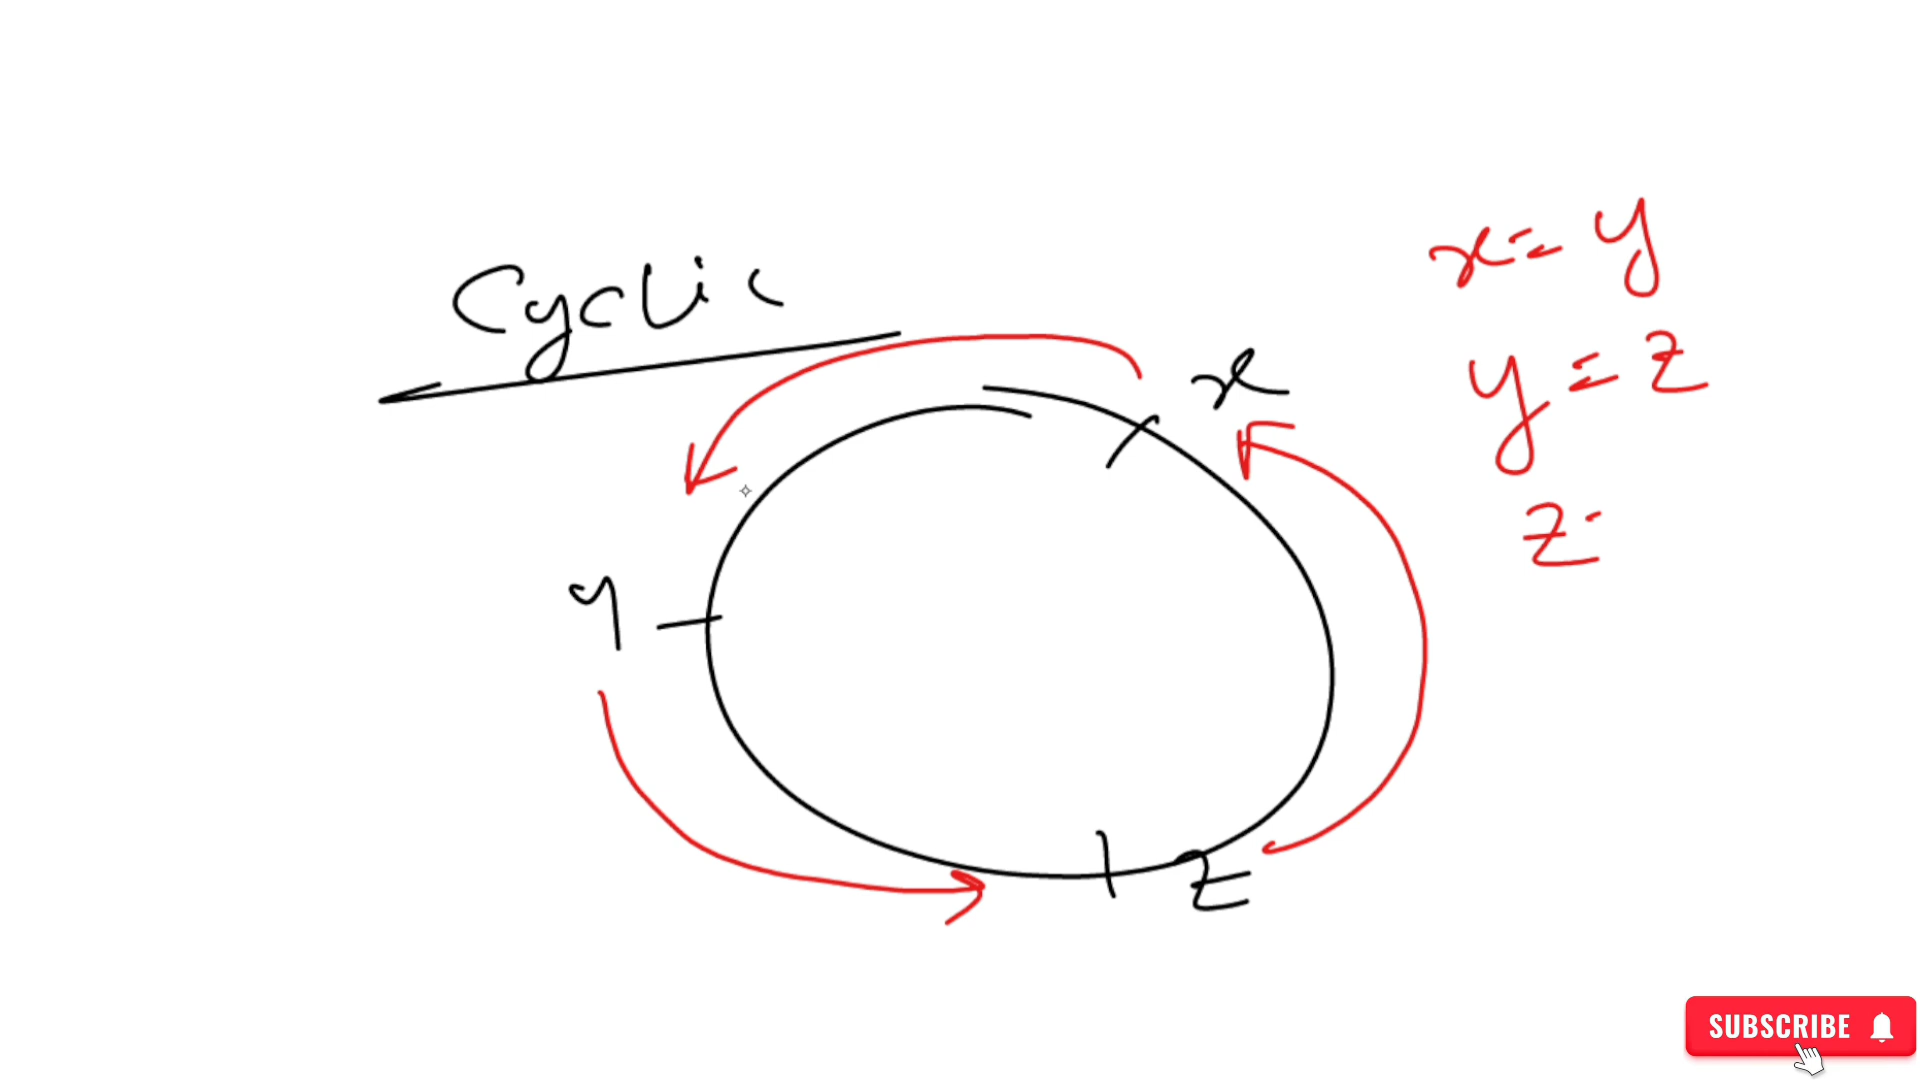 Cyclic
x = y
x
y = z
z =
y
z
SUBSCRIBE